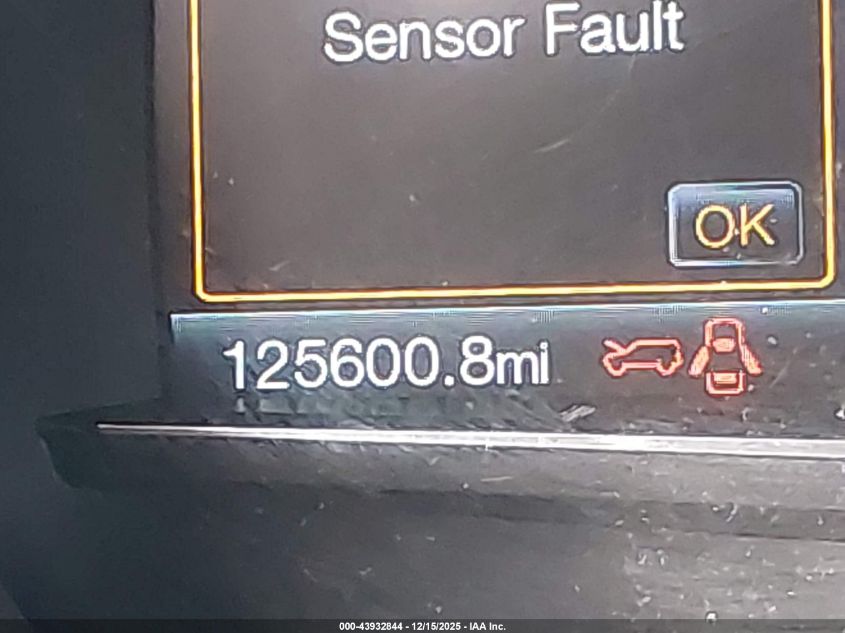 Sensor Fault
OK
125600.8mi
000-43932844 - 12/15/2025 - IAA Inc.